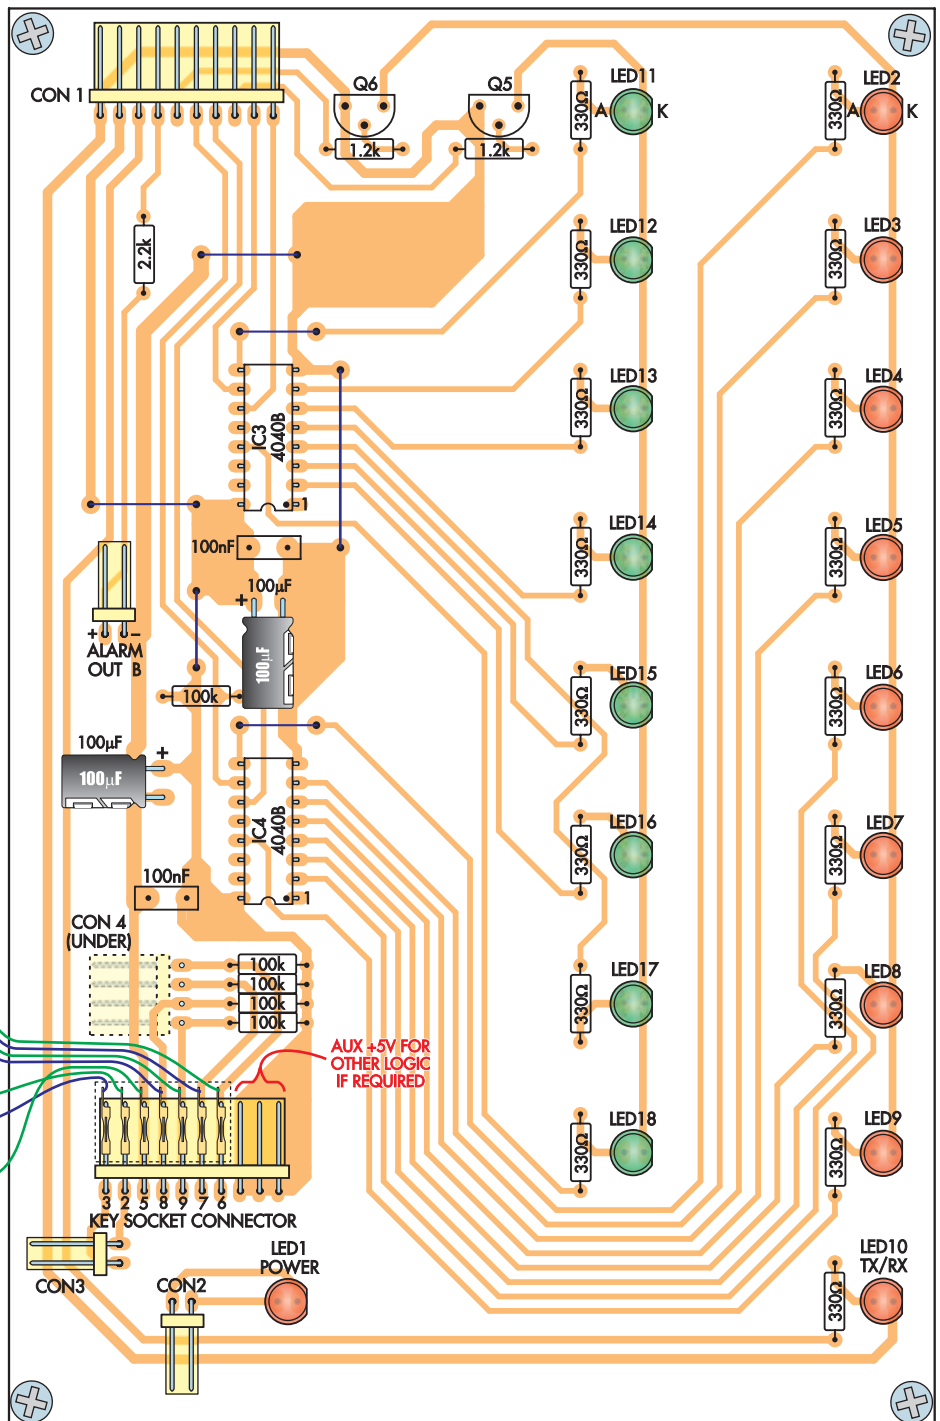 CON 1
Q6
Q5
1.2k
1.2k
LED11
330Ω
A
K
LED2
330Ω
A
K
2.2k
LED12
330Ω
LED3
330Ω
LED13
330Ω
LED4
330Ω
IC3
4040B
1
LED14
330Ω
LED5
330Ω
100nF
100µF
+
100µF
+ –
ALARM
OUT B
100k
LED15
330Ω
LED6
330Ω
100µF
+
100µF
IC4
4040B
1
LED16
330Ω
LED7
330Ω
100nF
CON 4
(UNDER)
100k
100k
100k
100k
LED17
330Ω
LED8
330Ω
AUX +5V FOR
OTHER LOGIC
IF REQUIRED
LED18
330Ω
LED9
330Ω
3 2 5 8 9 7 6
KEY SOCKET CONNECTOR
CON3
CON2
LED1
POWER
LED10
TX/RX
330Ω